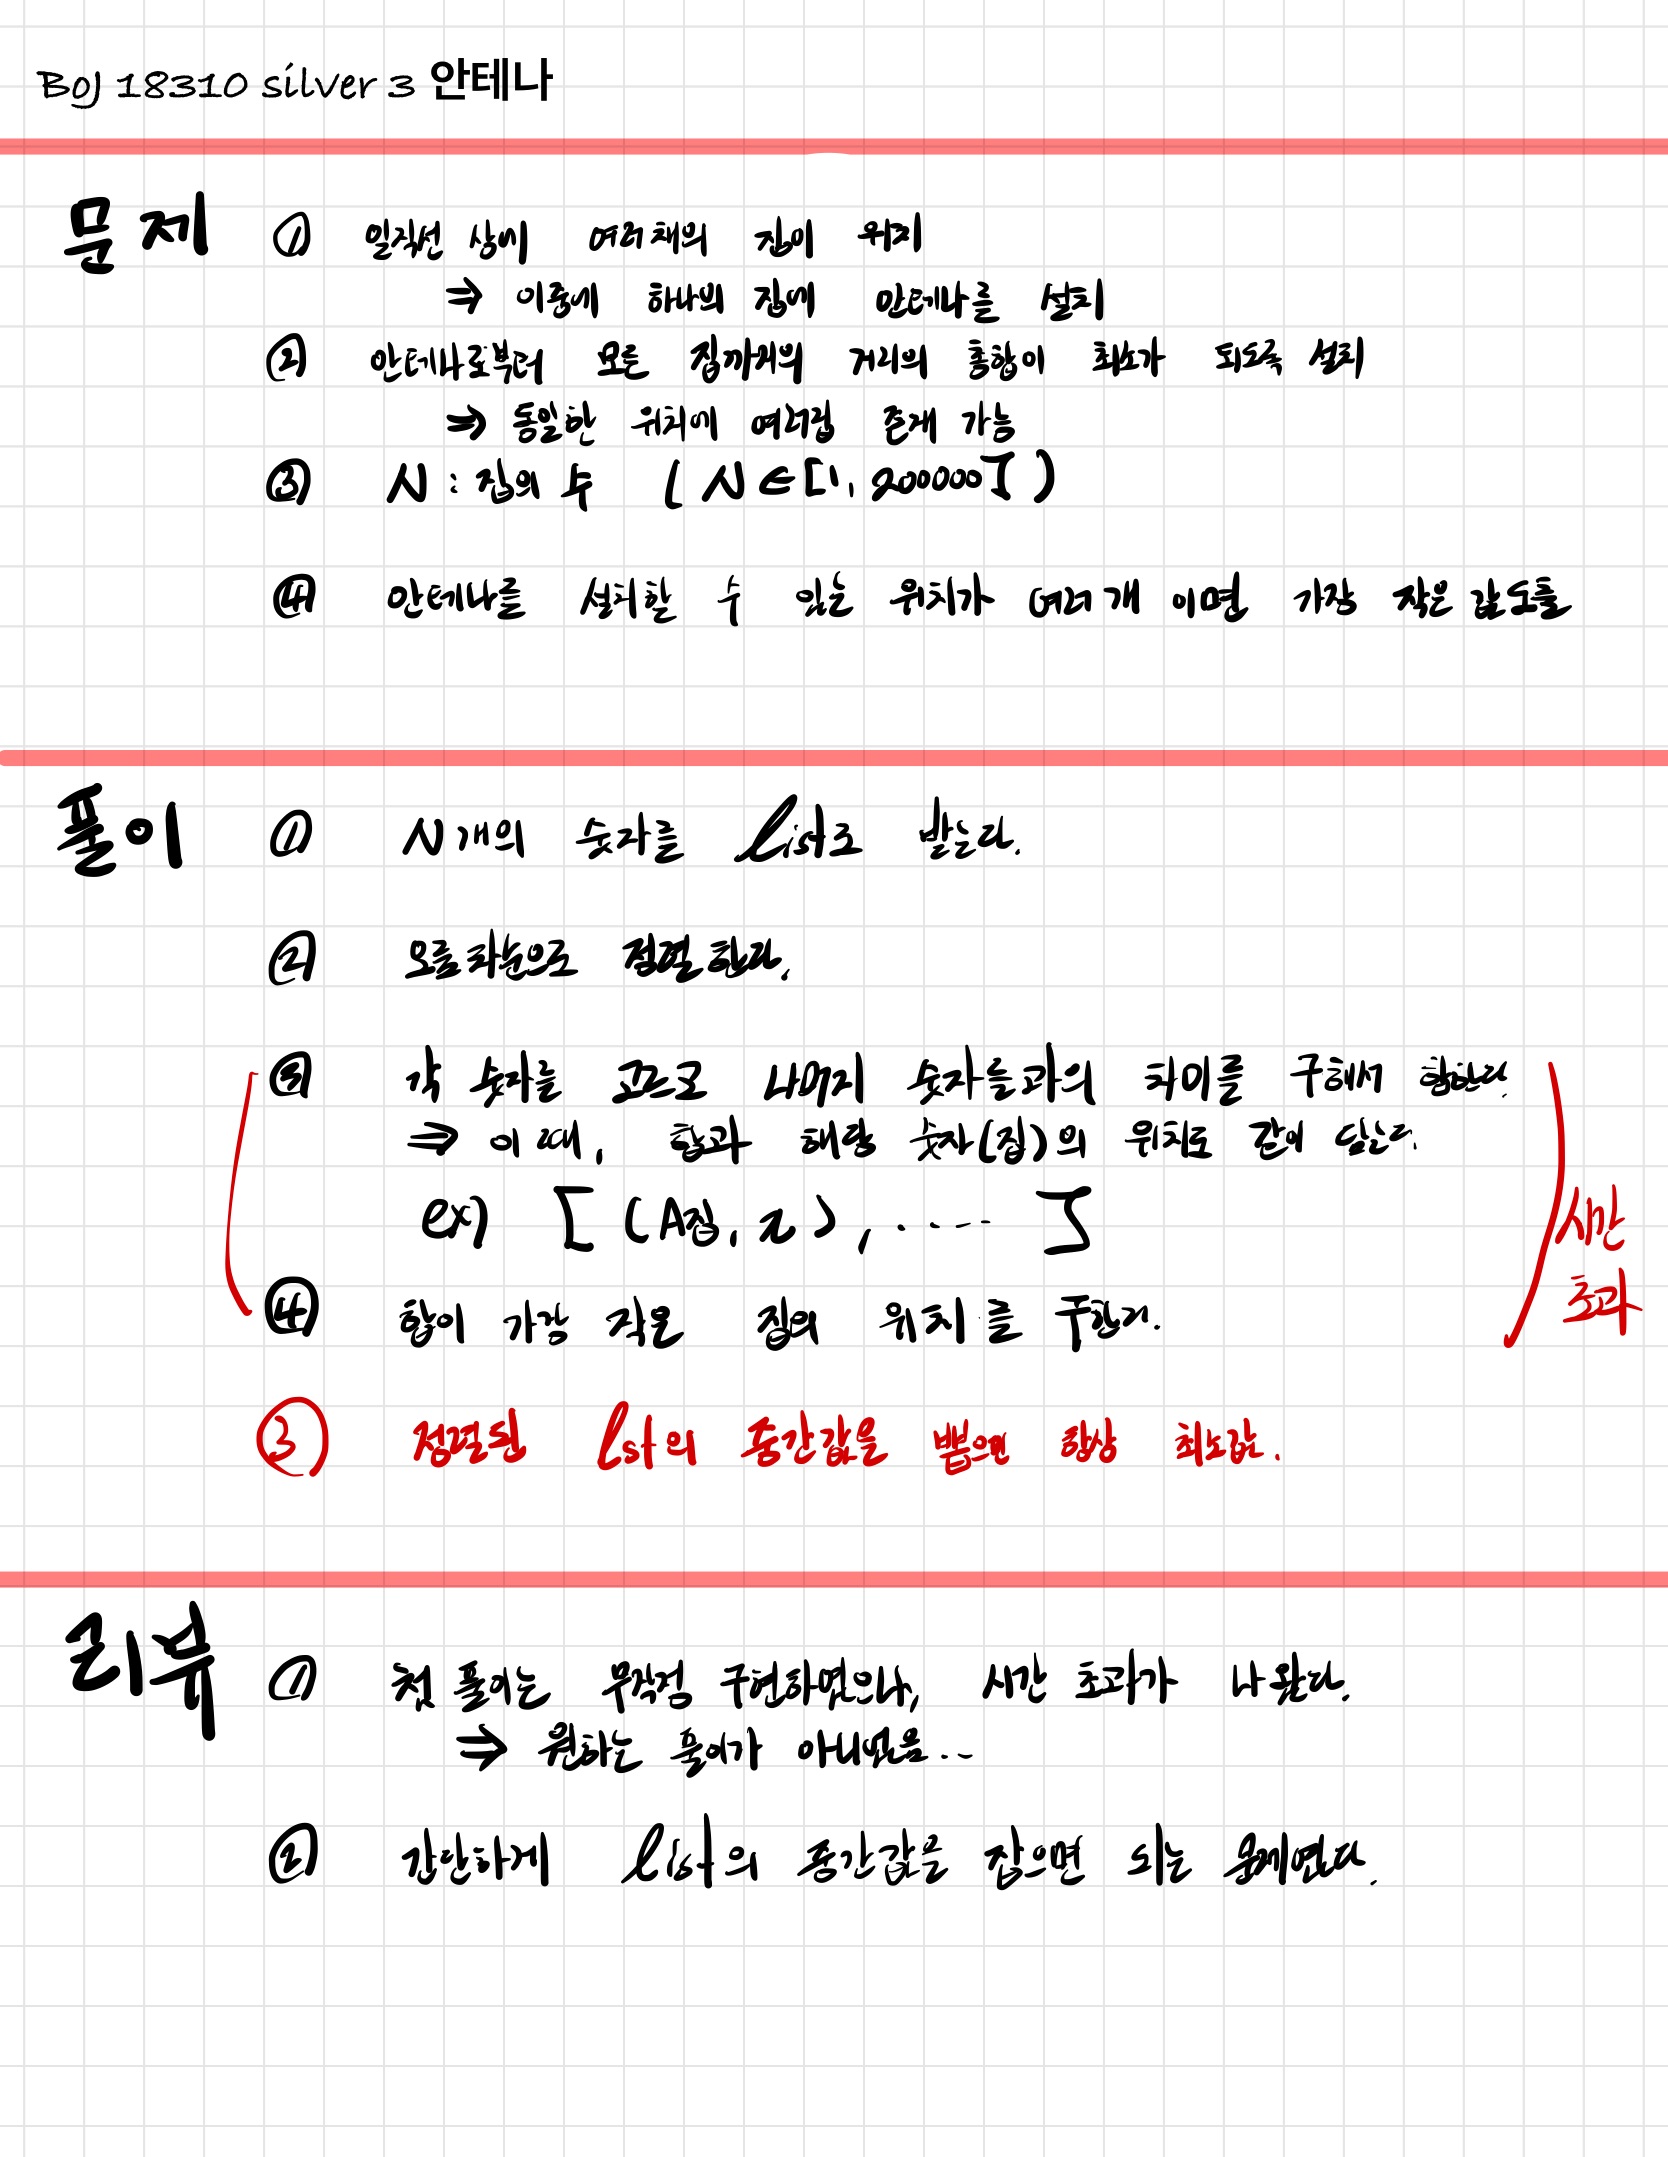 BOJ 18310 silver 3 안테나
문제 ① 일직선 상에 여러채의 집이 위치
⇒ 이중에 하나의 집에 안테나를 설치
② 안테나로부터 모든 집까지의 거리의 총합이 최소가 되도록 설치
⇒ 동일한 위치에 여러집 존재 가능
③ N : 집의 수 ( N ∈ [1, 200000] )
④ 안테나를 설치할 수 있는 위치가 여러개 이면 가장 작은 값 도출
풀이 ① N개의 숫자를 list로 받는다.
② 오름차순으로 정렬한다.
③ 각 숫자를 고르고 나머지 숫자들과의 차이를 구해서 합한다
⇒ 이때, 합과 해당 숫자(집)의 위치도 같이 담는다.
ex) [ (A집, z), ..... ]
시간
초과
④ 합이 가장 작은 집의 위치를 구한다.
③ 정렬된 lst의 중간값을 뽑으면 항상 최소값.
리뷰 ① 첫 풀이는 무작정 구현하였으나, 시간 초과가 나왔다.
⇒ 원하는 풀이가 아니였음...
② 간단하게 list의 중간값을 잡으면 되는 문제였다.